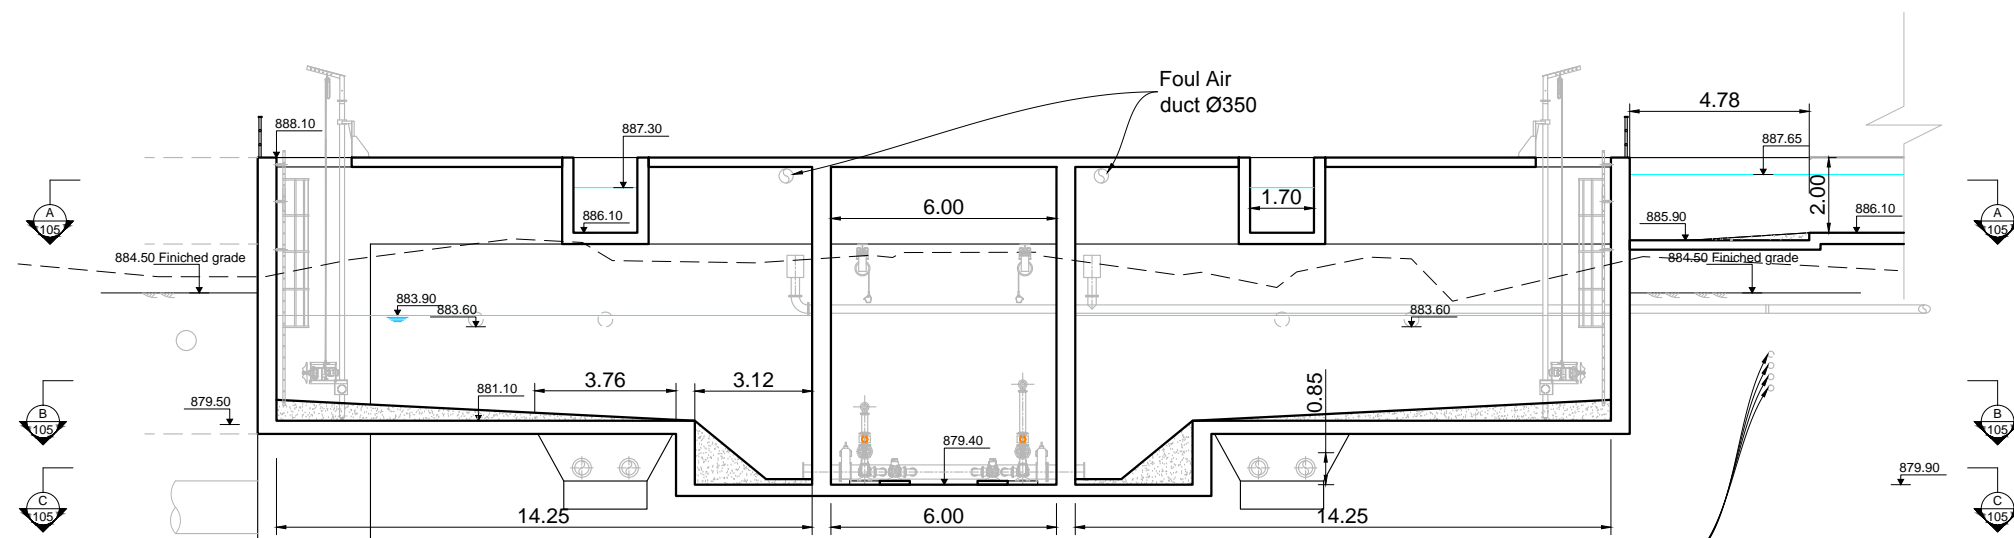 Foul Air
duct Ø350
4.78
888.10
887.30
887.65
A
105
6.00
1.70
2.00
886.10
885.90
886.10
A
105
884.50 Finiched grade
884.50 Finiched grade
883.90
883.60
883.60
3.76
3.12
0.85
881.10
879.50
B
105
B
105
879.40
879.90
C
105
C
105
14.25
6.00
14.25